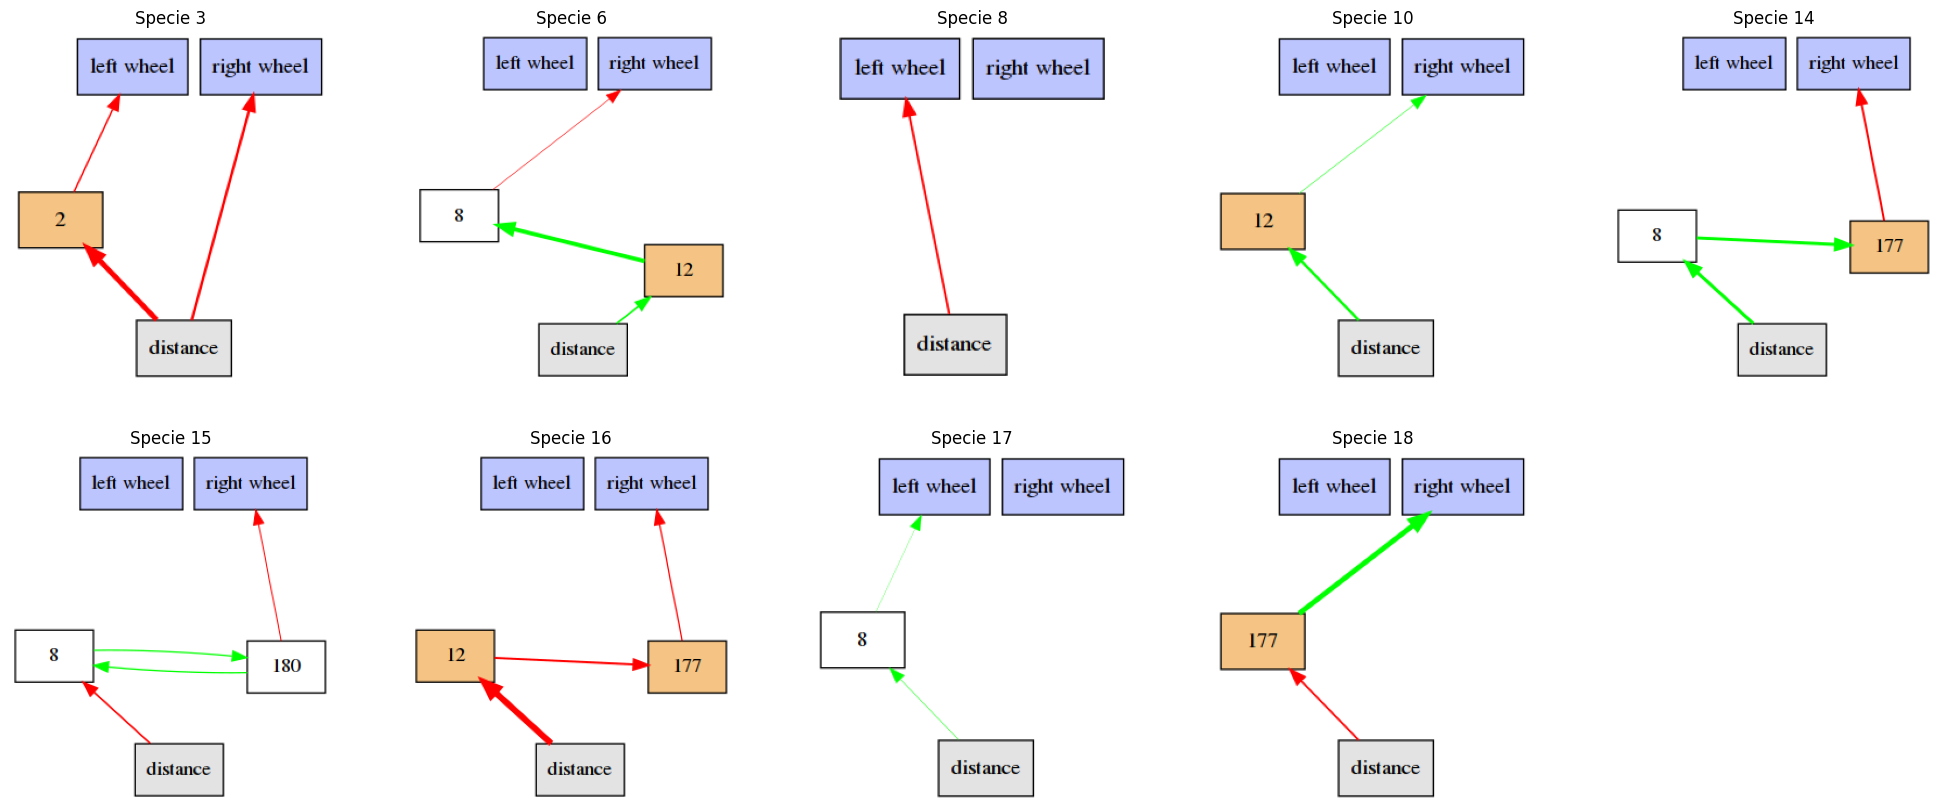 Specie 3
left wheel
right wheel
2
distance
Specie 6
left wheel
right wheel
8
12
distance
Specie 8
left wheel
right wheel
distance
Specie 10
left wheel
right wheel
12
distance
Specie 14
left wheel
right wheel
8
177
distance
Specie 15
left wheel
right wheel
8
180
distance
Specie 16
left wheel
right wheel
12
177
distance
Specie 17
left wheel
right wheel
8
distance
Specie 18
left wheel
right wheel
177
distance